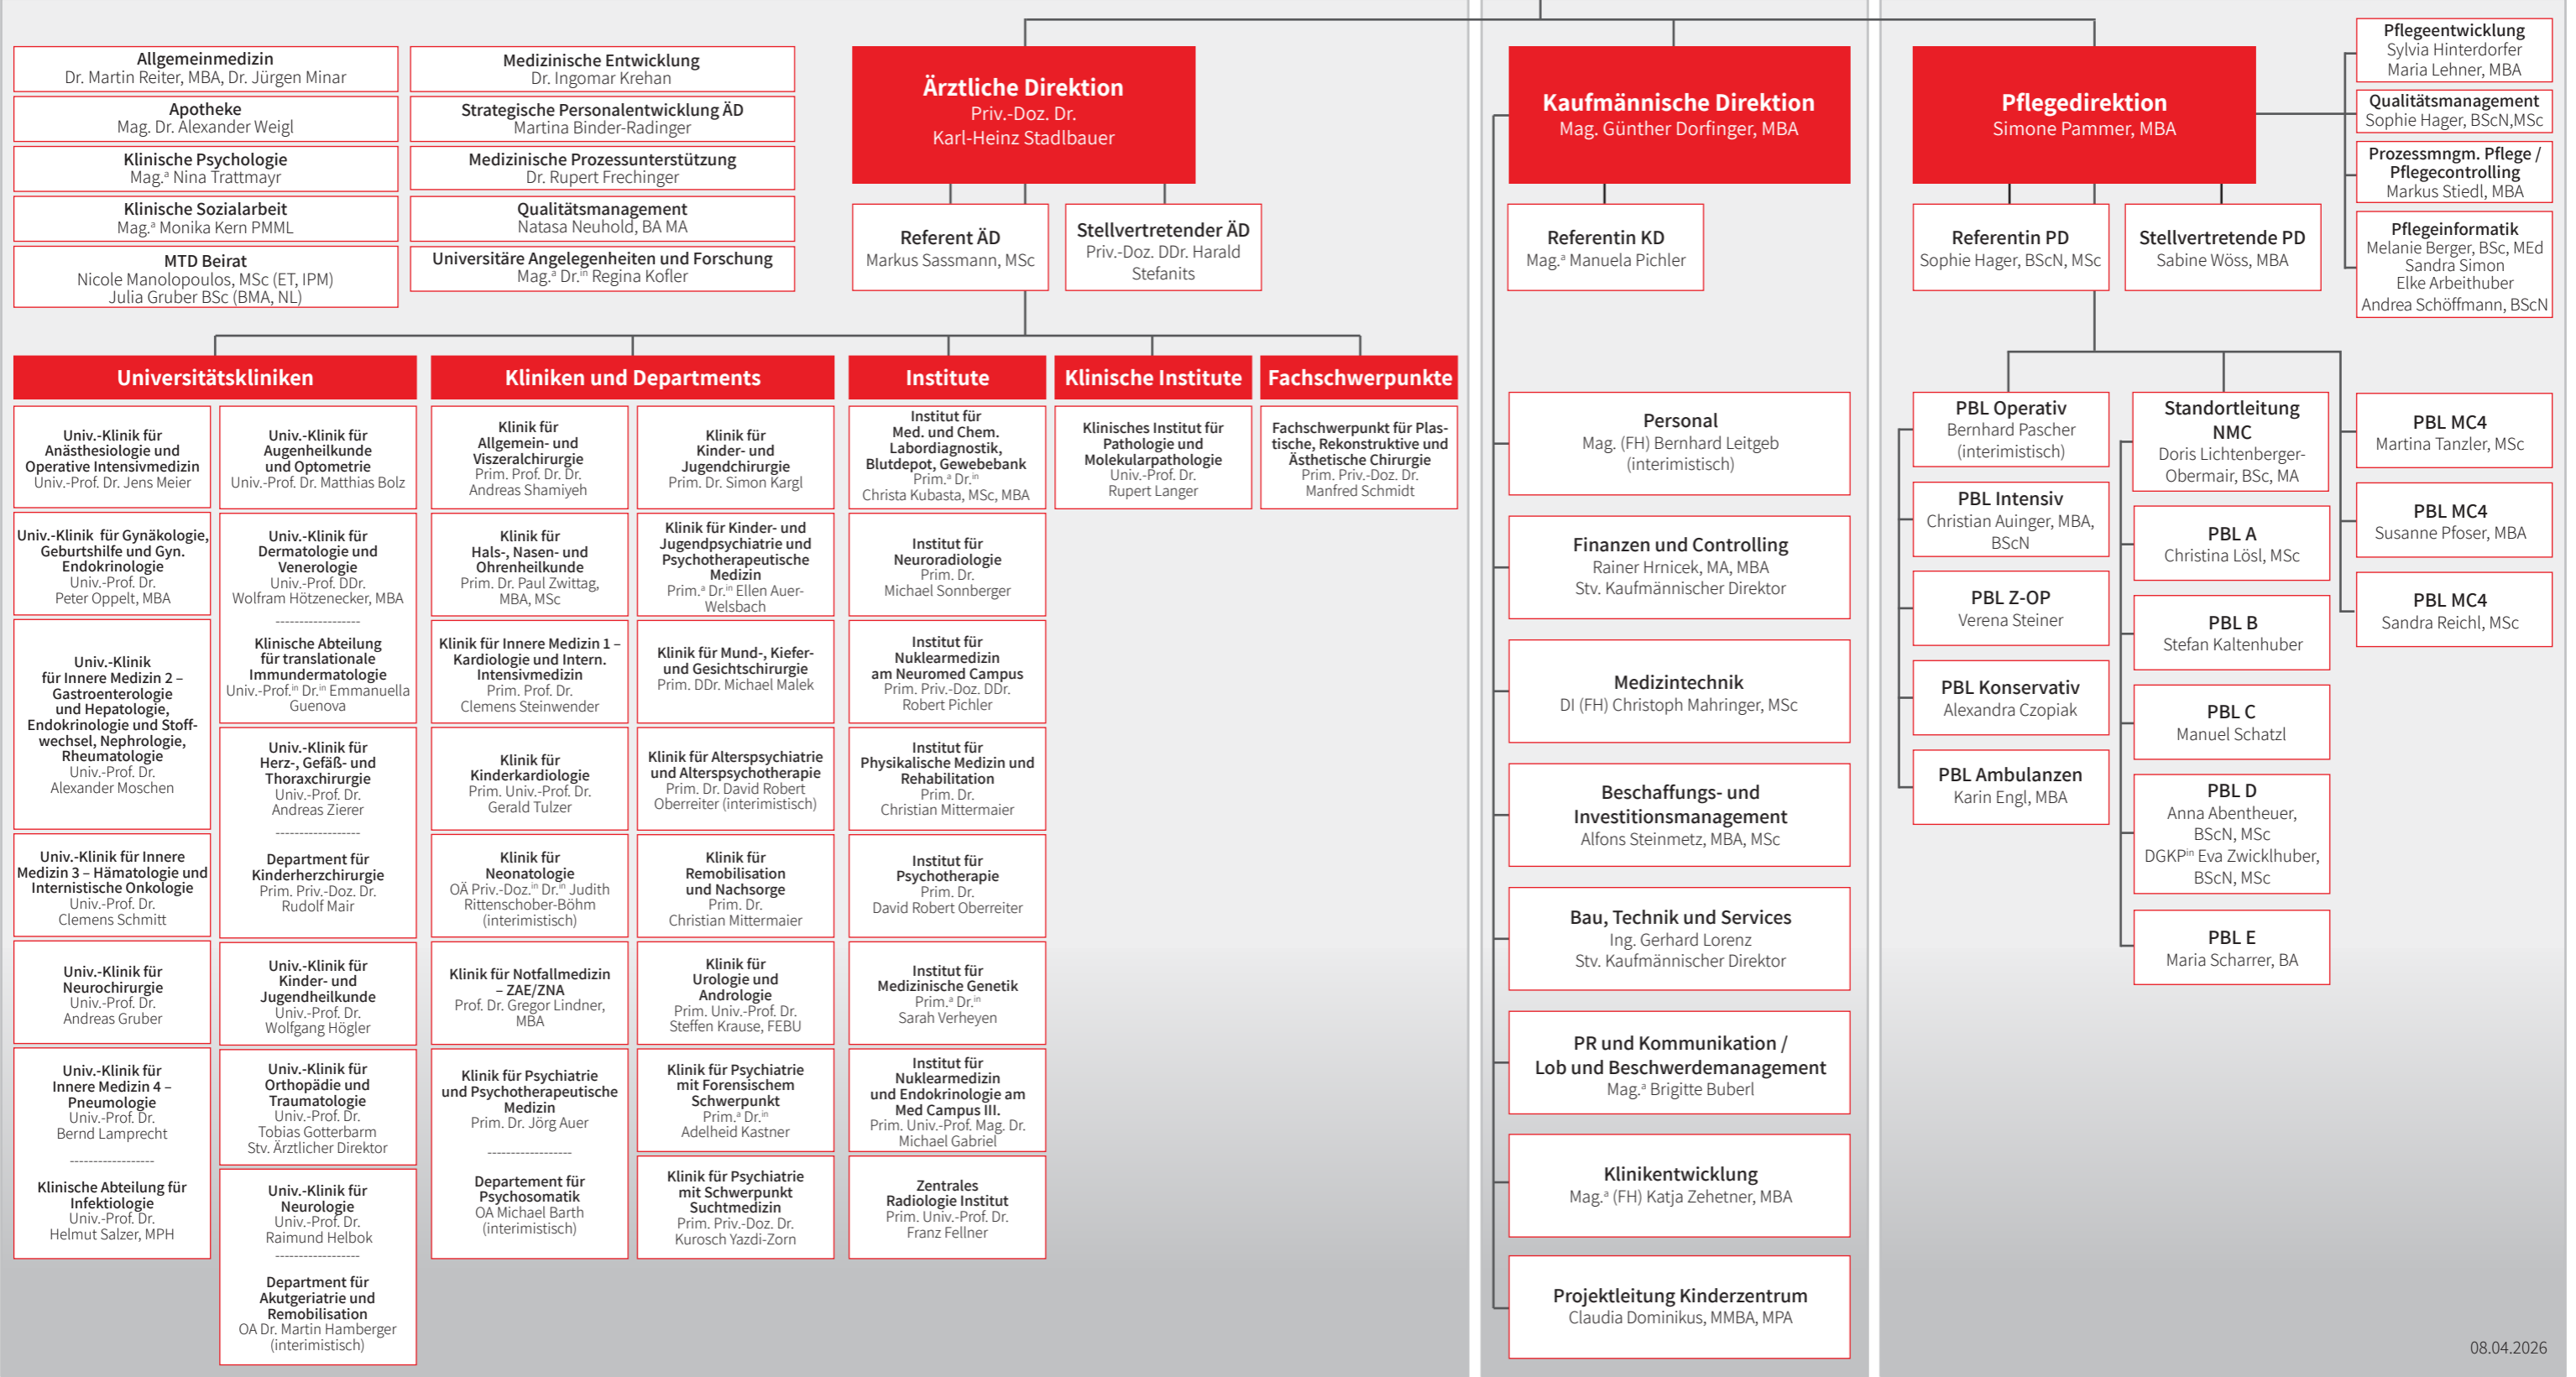 Allgemeinmedizin
Dr. Martin Reiter, MBA, Dr. Jürgen Minar
Apotheke
Mag. Dr. Alexander Weigl
Klinische Psychologie
Mag.ª Nina Trattmayr
Klinische Sozialarbeit
Mag.ª Monika Kern PMML
MTD Beirat
Nicole Manolopoulos, MSc (ET, IPM)
Julia Gruber BSc (BMA, NL)
Medizinische Entwicklung
Dr. Ingomar Krehan
Strategische Personalentwicklung ÄD
Martina Binder-Radinger
Medizinische Prozessunterstützung
Dr. Rupert Frechinger
Qualitätsmanagement
Natasa Neuhold, BA MA
Universitäre Angelegenheiten und Forschung
Mag.ª Dr.ⁱⁿ Regina Kofler
Ärztliche Direktion
Priv.-Doz. Dr.
Karl-Heinz Stadlbauer
Referent ÄD
Markus Sassmann, MSc
Stellvertretender ÄD
Priv.-Doz. DDr. Harald
Stefanits
Universitätskliniken
Univ.-Klinik für
Anästhesiologie und
Operative Intensivmedizin
Univ.-Prof. Dr. Jens Meier
Univ.-Klinik für Gynäkologie,
Geburtshilfe und Gyn.
Endokrinologie
Univ.-Prof. Dr.
Peter Oppelt, MBA
Univ.-Klinik
für Innere Medizin 2 –
Gastroenterologie
und Hepatologie,
Endokrinologie und Stoff-
wechsel, Nephrologie,
Rheumatologie
Univ.-Prof. Dr.
Alexander Moschen
Univ.-Klinik für Innere
Medizin 3 – Hämatologie und
Internistische Onkologie
Univ.-Prof. Dr.
Clemens Schmitt
Univ.-Klinik für
Neurochirurgie
Univ.-Prof. Dr.
Andreas Gruber
Univ.-Klinik für
Innere Medizin 4 –
Pneumologie
Univ.-Prof. Dr.
Bernd Lamprecht
------------------
Klinische Abteilung für
Infektiologie
Univ.-Prof. Dr.
Helmut Salzer, MPH
Univ.-Klinik für
Augenheilkunde
und Optometrie
Univ.-Prof. Dr. Matthias Bolz
Univ.-Klinik für
Dermatologie und
Venerologie
Univ.-Prof. DDr.
Wolfram Hötzenecker, MBA
------------------
Klinische Abteilung
für translationale
Immundermatologie
Univ.-Prof.ⁱⁿ Dr.ⁱⁿ Emmanuella
Guenova
Univ.-Klinik für
Herz-, Gefäß- und
Thoraxchirurgie
Univ.-Prof. Dr.
Andreas Zierer
------------------
Department für
Kinderherzchirurgie
Prim. Priv.-Doz. Dr.
Rudolf Mair
Univ.-Klinik für
Kinder- und
Jugendheilkunde
Univ.-Prof. Dr.
Wolfgang Högler
Univ.-Klinik für
Orthopädie und
Traumatologie
Univ.-Prof. Dr.
Tobias Gotterbarm
Stv. Ärztlicher Direktor
Univ.-Klinik für
Neurologie
Univ.-Prof. Dr.
Raimund Helbok
------------------
Department für
Akutgeriatrie und
Remobilisation
OA Dr. Martin Hamberger
(interimistisch)
Kliniken und Departments
Klinik für
Allgemein- und
Viszeralchirurgie
Prim. Prof. Dr. Dr.
Andreas Shamiyeh
Klinik für
Hals-, Nasen- und
Ohrenheilkunde
Prim. Dr. Paul Zwittag,
MBA, MSc
Klinik für Innere Medizin 1 –
Kardiologie und Intern.
Intensivmedizin
Prim. Prof. Dr.
Clemens Steinwender
Klinik für
Kinderkardiologie
Prim. Univ.-Prof. Dr.
Gerald Tulzer
Klinik für
Neonatologie
OÄ Priv.-Doz.ⁱⁿ Dr.ⁱⁿ Judith
Rittenschober-Böhm
(interimistisch)
Klinik für Notfallmedizin
– ZAE/ZNA
Prof. Dr. Gregor Lindner,
MBA
Klinik für Psychiatrie
und Psychotherapeutische
Medizin
Prim. Dr. Jörg Auer
------------------
Departement für
Psychosomatik
OA Michael Barth
(interimistisch)
Klinik für
Kinder- und
Jugendchirurgie
Prim. Dr. Simon Kargl
Klinik für Kinder- und
Jugendpsychiatrie und
Psychotherapeutische
Medizin
Prim.ª Dr.ⁱⁿ Ellen Auer-
Welsbach
Klinik für Mund-, Kiefer-
und Gesichtschirurgie
Prim. DDr. Michael Malek
Klinik für Alterspsychiatrie
und Alterspsychotherapie
Prim. Dr. David Robert
Oberreiter (interimistisch)
Klinik für
Remobilisation
und Nachsorge
Prim. Dr.
Christian Mittermaier
Klinik für
Urologie und
Andrologie
Prim. Univ.-Prof. Dr.
Steffen Krause, FEBU
Klinik für Psychiatrie
mit Forensischem
Schwerpunkt
Prim.ª Dr.ⁱⁿ
Adelheid Kastner
Klinik für Psychiatrie
mit Schwerpunkt
Suchtmedizin
Prim. Priv.-Doz. Dr.
Kurosch Yazdi-Zorn
Institute
Institut für
Med. und Chem.
Labordiagnostik,
Blutdepot, Gewebebank
Prim.ª Dr.ⁱⁿ
Christa Kubasta, MSc, MBA
Institut für
Neuroradiologie
Prim. Dr.
Michael Sonnberger
Institut für
Nuklearmedizin
am Neuromed Campus
Prim. Priv.-Doz. DDr.
Robert Pichler
Institut für
Physikalische Medizin und
Rehabilitation
Prim. Dr.
Christian Mittermaier
Institut für
Psychotherapie
Prim. Dr.
David Robert Oberreiter
Institut für
Medizinische Genetik
Prim.ª Dr.ⁱⁿ
Sarah Verheyen
Institut für
Nuklearmedizin
und Endokrinologie am
Med Campus III.
Prim. Univ.-Prof. Mag. Dr.
Michael Gabriel
Zentrales
Radiologie Institut
Prim. Univ.-Prof. Dr.
Franz Fellner
Klinische Institute
Klinisches Institut für
Pathologie und
Molekularpathologie
Univ.-Prof. Dr.
Rupert Langer
Fachschwerpunkte
Fachschwerpunkt für Plas-
tische, Rekonstruktive und
Ästhetische Chirurgie
Prim. Priv.-Doz. Dr.
Manfred Schmidt
Kaufmännische Direktion
Mag. Günther Dorfinger, MBA
Referentin KD
Mag.ª Manuela Pichler
Personal
Mag. (FH) Bernhard Leitgeb
(interimistisch)
Finanzen und Controlling
Rainer Hrnicek, MA, MBA
Stv. Kaufmännischer Direktor
Medizintechnik
DI (FH) Christoph Mahringer, MSc
Beschaffungs- und
Investitionsmanagement
Alfons Steinmetz, MBA, MSc
Bau, Technik und Services
Ing. Gerhard Lorenz
Stv. Kaufmännischer Direktor
PR und Kommunikation /
Lob und Beschwerdemanagement
Mag.ª Brigitte Buberl
Klinikentwicklung
Mag.ª (FH) Katja Zehetner, MBA
Projektleitung Kinderzentrum
Claudia Dominikus, MMBA, MPA
Pflegedirektion
Simone Pammer, MBA
Referentin PD
Sophie Hager, BScN, MSc
Stellvertretende PD
Sabine Wöss, MBA
Pflegeentwicklung
Sylvia Hinterdorfer
Maria Lehner, MBA
Qualitätsmanagement
Sophie Hager, BScN,MSc
Prozessmngm. Pflege /
Pflegecontrolling
Markus Stiedl, MBA
Pflegeinformatik
Melanie Berger, BSc, MEd
Sandra Simon
Elke Arbeithuber
Andrea Schöffmann, BScN
PBL Operativ
Bernhard Pascher
(interimistisch)
PBL Intensiv
Christian Auinger, MBA,
BScN
PBL Z-OP
Verena Steiner
PBL Konservativ
Alexandra Czopiak
PBL Ambulanzen
Karin Engl, MBA
Standortleitung
NMC
Doris Lichtenberger-
Obermair, BSc, MA
PBL A
Christina Lösl, MSc
PBL B
Stefan Kaltenhuber
PBL C
Manuel Schatzl
PBL D
Anna Abentheuer,
BScN, MSc
DGKPⁱⁿ Eva Zwicklhuber,
BScN, MSc
PBL E
Maria Scharrer, BA
PBL MC4
Martina Tanzler, MSc
PBL MC4
Susanne Pfoser, MBA
PBL MC4
Sandra Reichl, MSc
08.04.2026